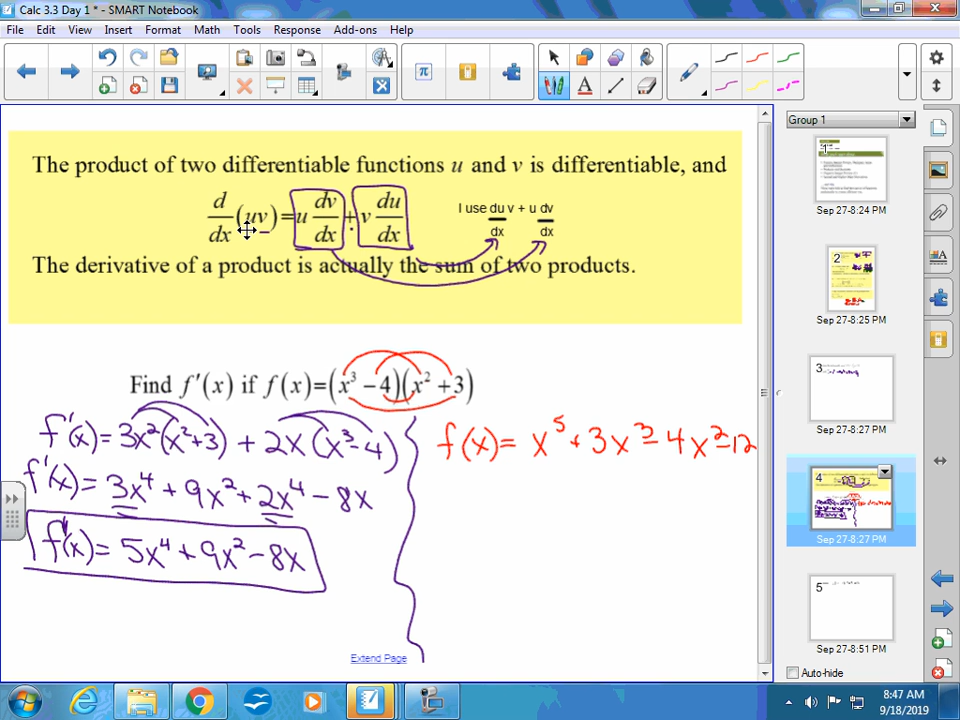 Calc 3.3 Day 1 * - SMART Notebook
File Edit View Insert Format Math Tools Response Add-ons Help
Group 1
The product of two differentiable functions u and v is differentiable, and
d/dx (uv) = u dv/dx + v du/dx
I use du/dx v + u dv/dx
The derivative of a product is actually the sum of two products.
Find f'(x) if f(x)=(x³ −4)(x² +3)
f'(x) = 3x²(x²+3) + 2x(x³−4)
f'(x) = 3x⁴ + 9x² + 2x⁴ − 8x
f'(x) = 5x⁴ + 9x² − 8x
f(x) = x⁵ + 3x³ − 4x² − 12
Extend Page
1
Sep 27-8:24 PM
2
Sep 27-8:25 PM
3
Sep 27-8:27 PM
4
Sep 27-8:27 PM
5
Sep 27-8:51 PM
Auto-hide
8:47 AM
9/18/2019